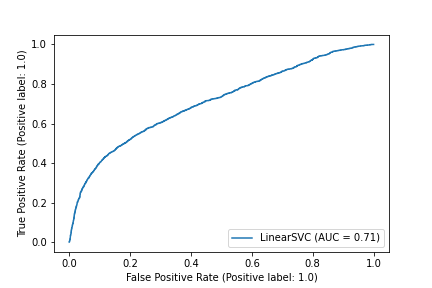 True Positive Rate (Positive label: 1.0)
1.0
0.8
0.6
0.4
0.2
0.0
LinearSVC (AUC = 0.71)
0.0 0.2 0.4 0.6 0.8 1.0
False Positive Rate (Positive label: 1.0)